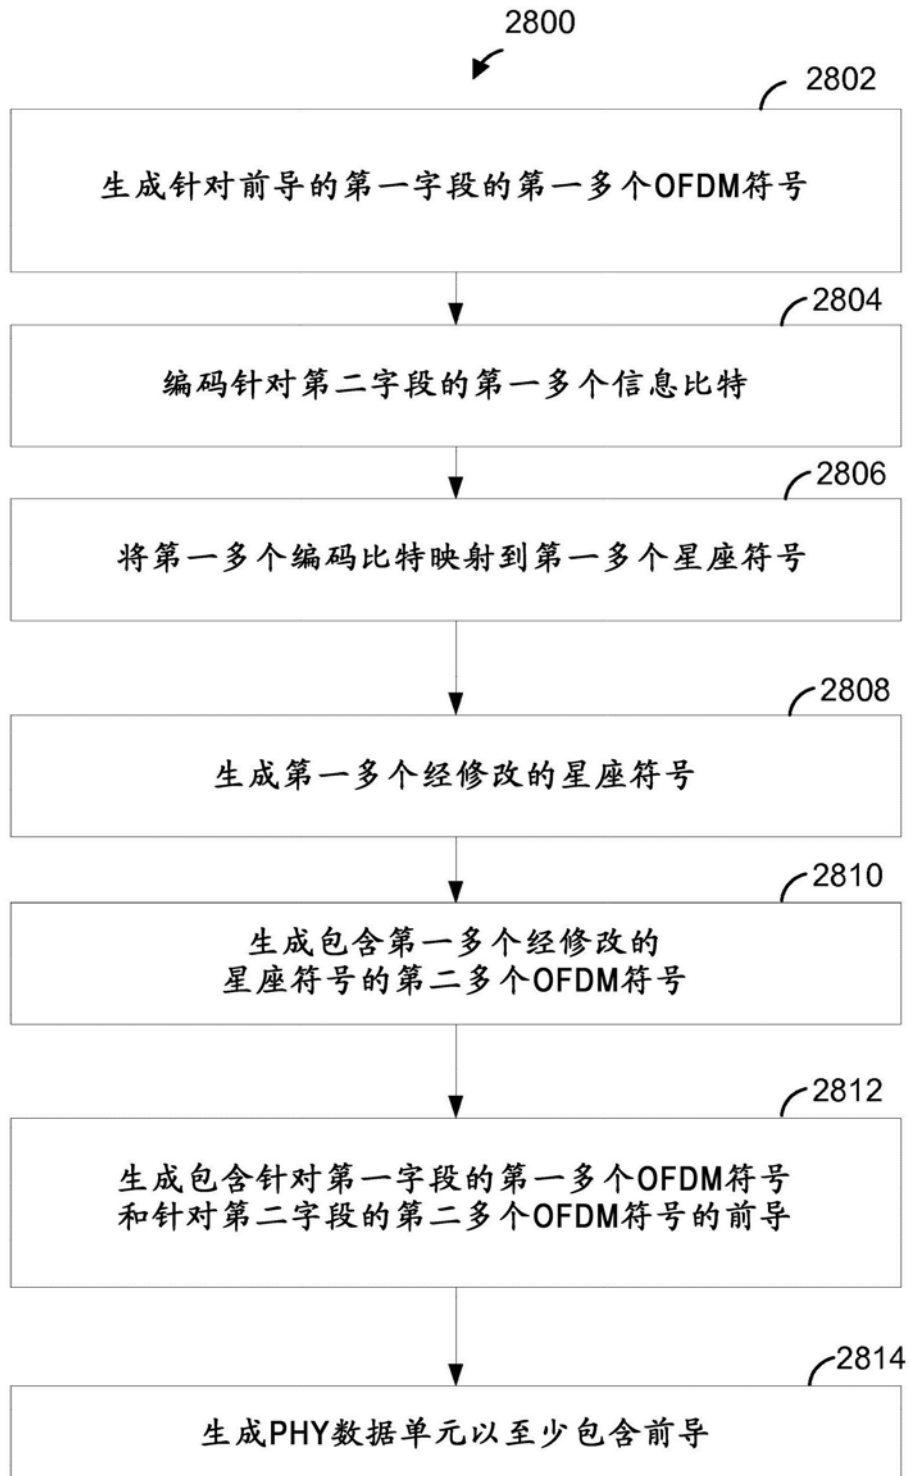 2800
2802
生成针对前导的第一字段的第一多个OFDM符号
2804
编码针对第二字段的第一多个信息比特
2806
将第一多个编码比特映射到第一多个星座符号
2808
生成第一多个经修改的星座符号
2810
生成包含第一多个经修改的
星座符号的第二多个OFDM符号
2812
生成包含针对第一字段的第一多个OFDM符号
和针对第二字段的第二多个OFDM符号的前导
2814
生成PHY数据单元以至少包含前导